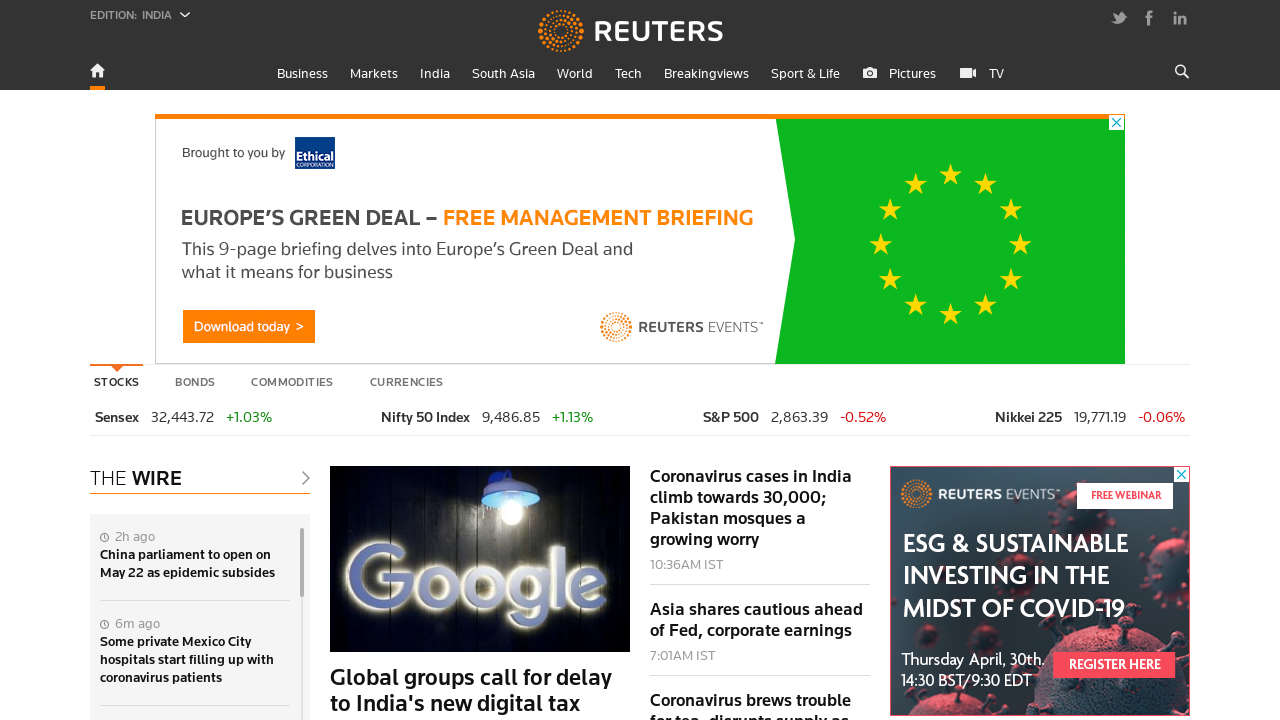 EDITION: INDIA
REUTERS
Business Markets India South Asia World Tech Breakingviews Sport & Life Pictures TV
Brought to you by Ethical CORPORATION
EUROPE'S GREEN DEAL – FREE MANAGEMENT BRIEFING
This 9-page briefing delves into Europe's Green Deal and
what it means for business
Download today >
REUTERS EVENTS™
STOCKS BONDS COMMODITIES CURRENCIES
Sensex 32,443.72 +1.03% Nifty 50 Index 9,486.85 +1.13% S&P 500 2,863.39 -0.52% Nikkei 225 19,771.19 -0.06%
THE WIRE
2h ago
China parliament to open on
May 22 as epidemic subsides
6m ago
Some private Mexico City
hospitals start filling up with
coronavirus patients
Google
Global groups call for delay
to India's new digital tax
Coronavirus cases in India
climb towards 30,000;
Pakistan mosques a
growing worry
10:36AM IST
Asia shares cautious ahead
of Fed, corporate earnings
7:01AM IST
Coronavirus brews trouble
for tea, disrupts supply as
REUTERS EVENTS™
FREE WEBINAR
ESG & SUSTAINABLE
INVESTING IN THE
MIDST OF COVID-19
Thursday April, 30th.
14:30 BST/9:30 EDT
REGISTER HERE